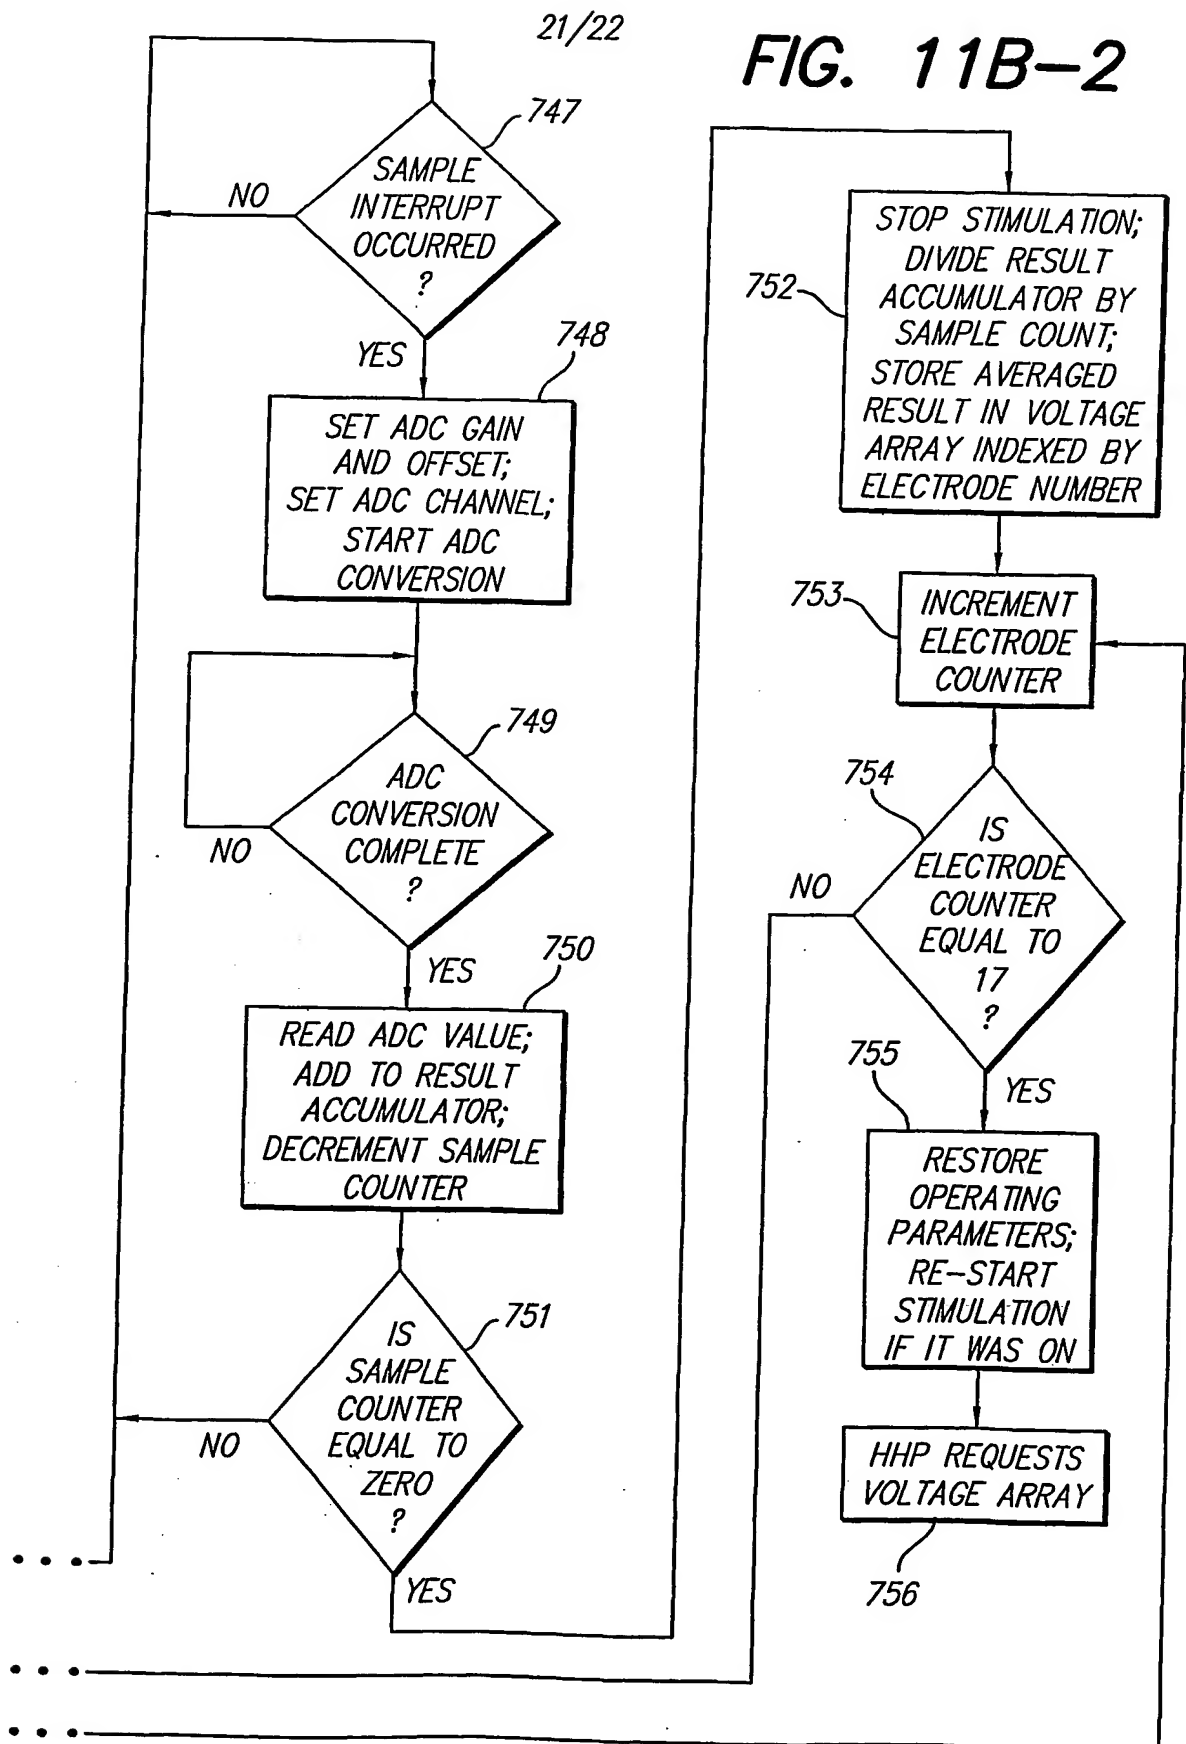 21/22
FIG. 11B-2
747
SAMPLE
INTERRUPT
OCCURRED
?
NO
YES
748
SET ADC GAIN
AND OFFSET;
SET ADC CHANNEL;
START ADC
CONVERSION
749
ADC
CONVERSION
COMPLETE
?
NO
YES
750
READ ADC VALUE;
ADD TO RESULT
ACCUMULATOR;
DECREMENT SAMPLE
COUNTER
751
IS
SAMPLE
COUNTER
EQUAL TO
ZERO
?
NO
YES
752
STOP STIMULATION;
DIVIDE RESULT
ACCUMULATOR BY
SAMPLE COUNT;
STORE AVERAGED
RESULT IN VOLTAGE
ARRAY INDEXED BY
ELECTRODE NUMBER
753
INCREMENT
ELECTRODE
COUNTER
754
IS
ELECTRODE
COUNTER
EQUAL TO
17
?
NO
YES
755
RESTORE
OPERATING
PARAMETERS;
RE-START
STIMULATION
IF IT WAS ON
HHP REQUESTS
VOLTAGE ARRAY
756